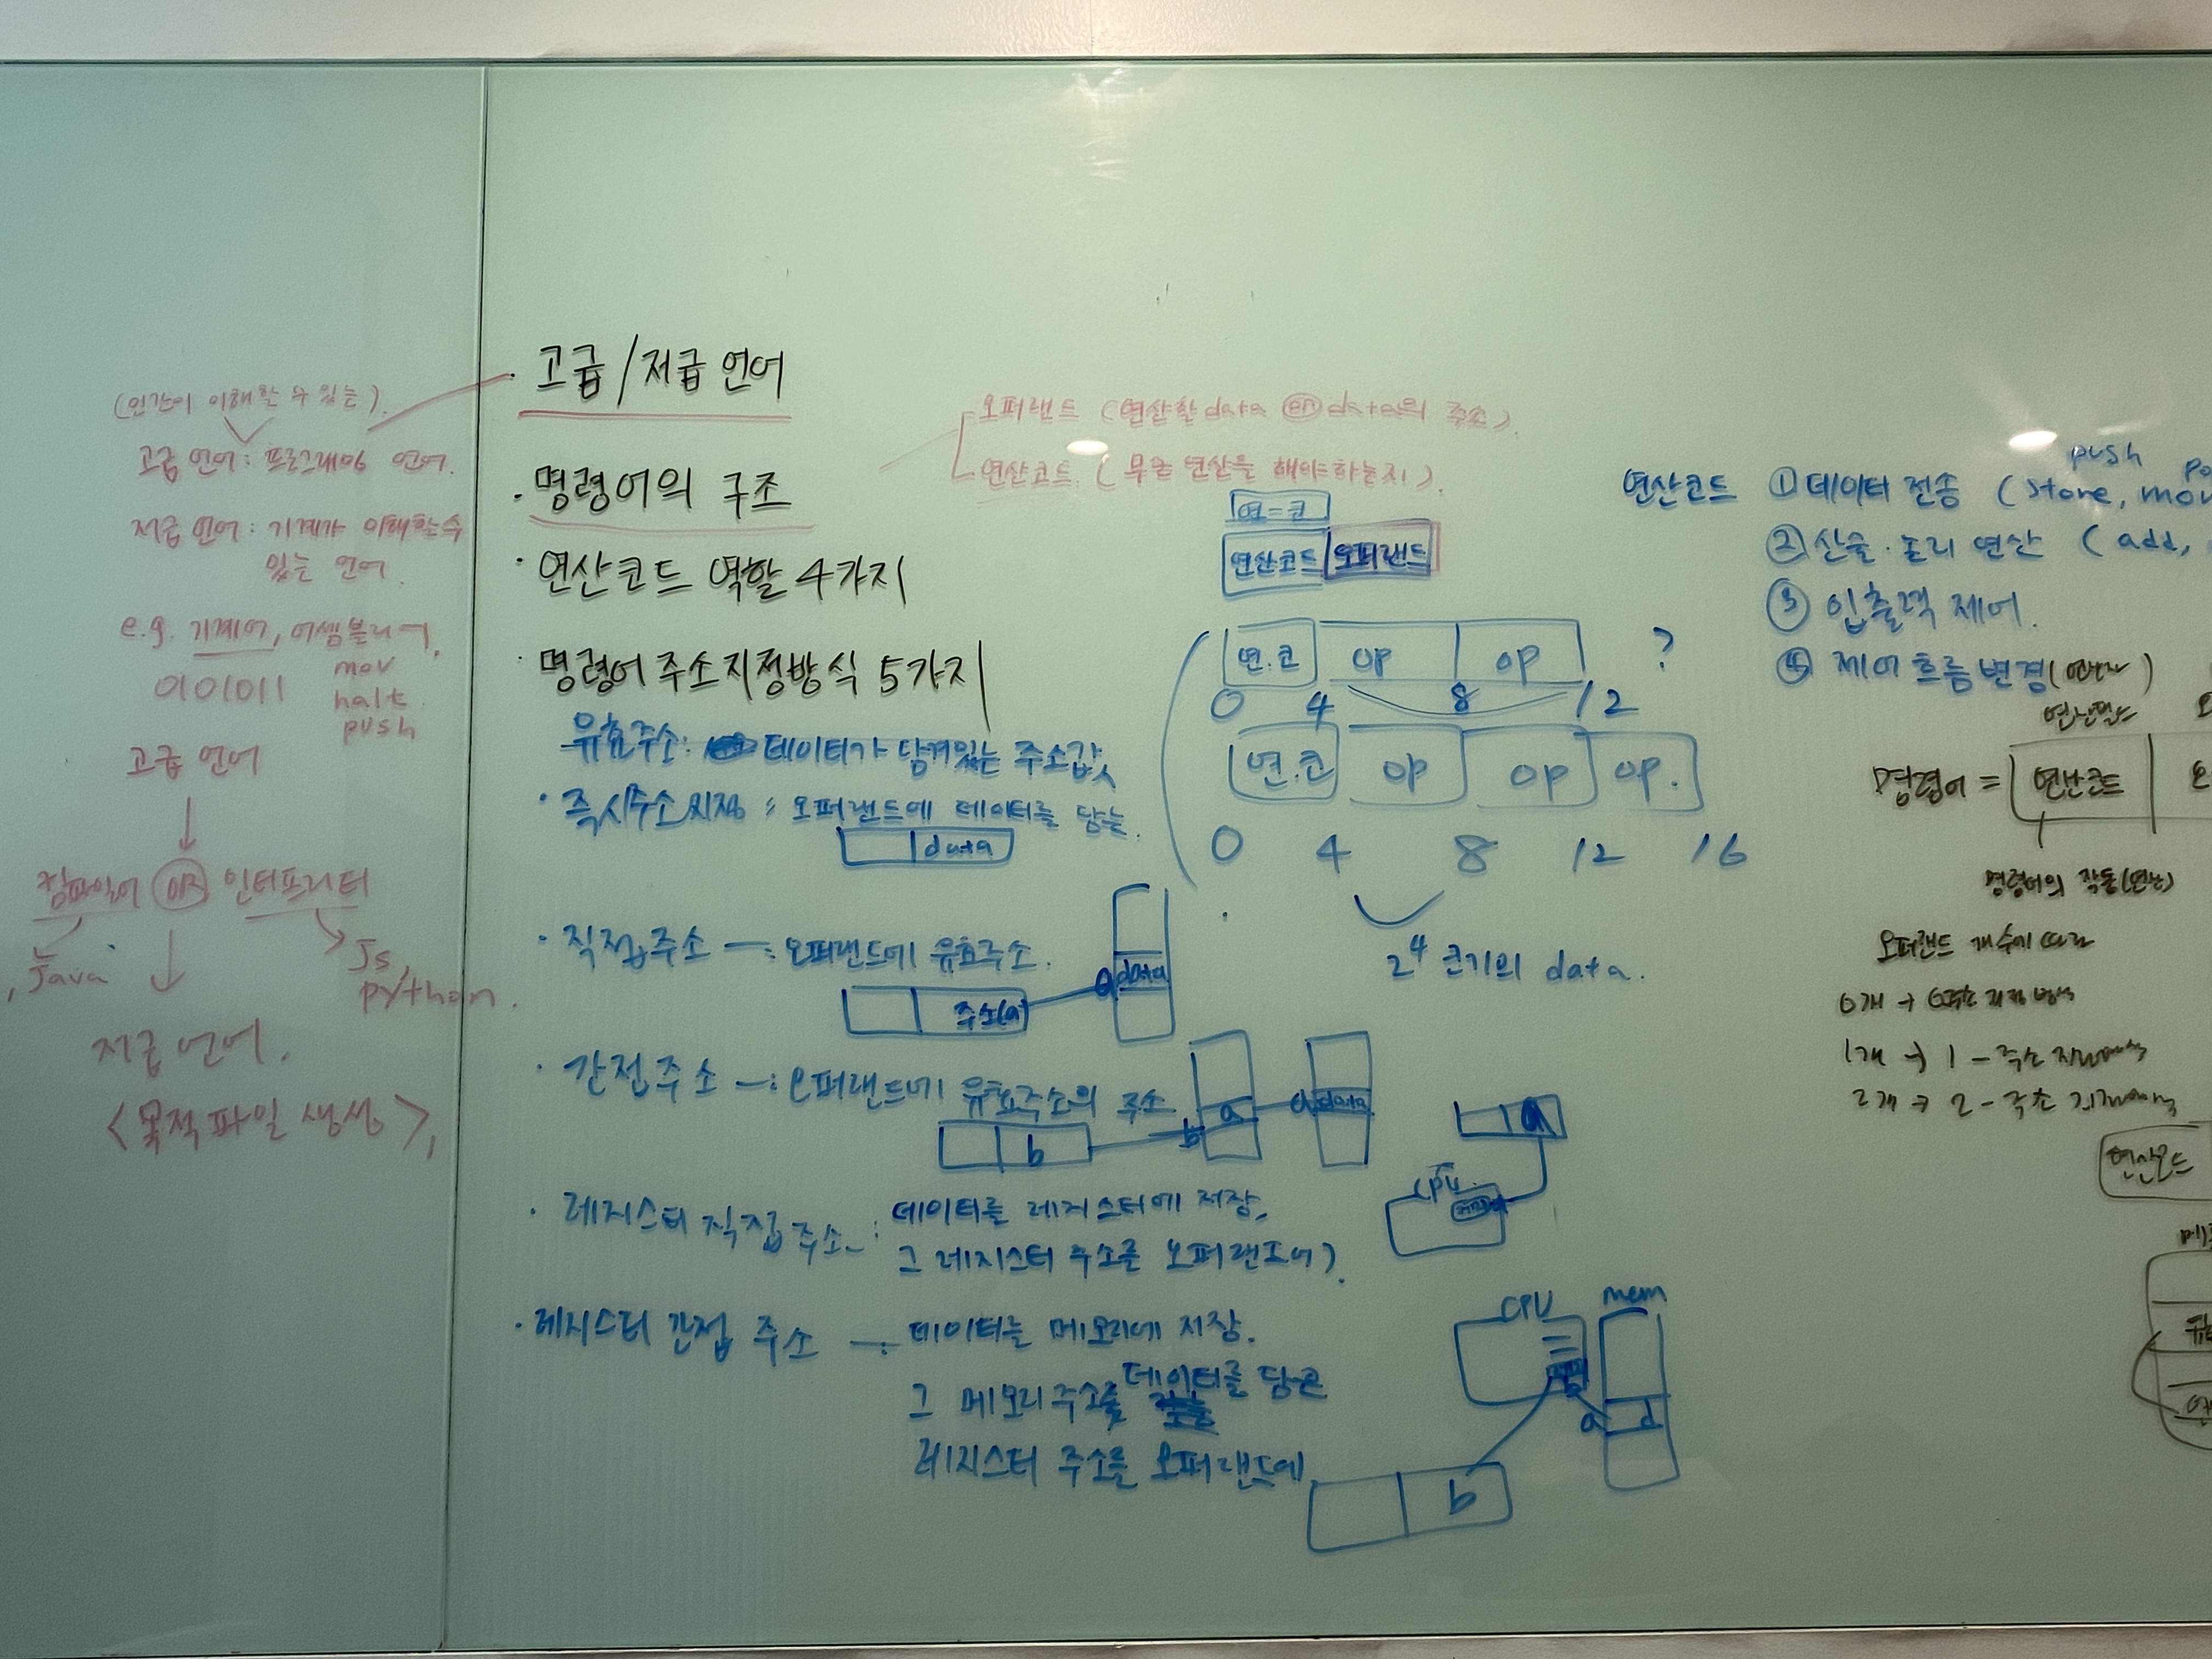 (인간이 이해할 수 있는).
고급 언어: 프로그래밍 언어.
저급 언어: 기계가 이해할 수
있는 언어.
e.g. 기계어, 어셈블리어,
01011
mov
halt
push
고급 언어
컴파일어 OR 인터프리터
Java
Js,
python.
저급 언어.
<목적 파일 생성>,
· 고급/저급 언어
· 명령어의 구조
· 연산코드 역할 4가지
· 명령어 주소지정방식 5가지
유효주소: 데이터가 담겨있는 주소값
· 즉시주소지정: 오퍼랜드에 데이터를 담는.
data
· 직접주소 —: 오퍼랜드에 유효주소.
주소(a)
a
data
· 간접주소 —: 오퍼랜드에 유효주소의 주소
b
b
a
a
data
· 레지스터 직접 주소 : 데이터를 레지스터에 저장,
그 레지스터 주소를 오퍼랜드에).
a
CPU
· 레지스터 간접 주소 — 데이터는 메모리에 저장.
그 메모리주소를 데이터를 담은
레지스터 주소를 오퍼랜드에
CPU
mem
a
d
b
오퍼랜드 (연산할 data or data의 주소).
연산코드 (무슨 연산을 해야하는지).
연=코
연산코드 오퍼랜드
연.코 op op ?
0 4 8 12
연.코 op op op.
0 4 8 12 16
2⁴ 크기의 data.
push
연산코드 ① 데이터 전송 (store, mov
② 산술·논리 연산 (add,
③ 입출력 제어.
④ 제어 흐름 변경
명령어 = 연산코드
명령어의 작동(연산)
오퍼랜드 개수에 따라
0개 → 0주소 지정 방식
1개 → 1-주소
2개 → 2-주소